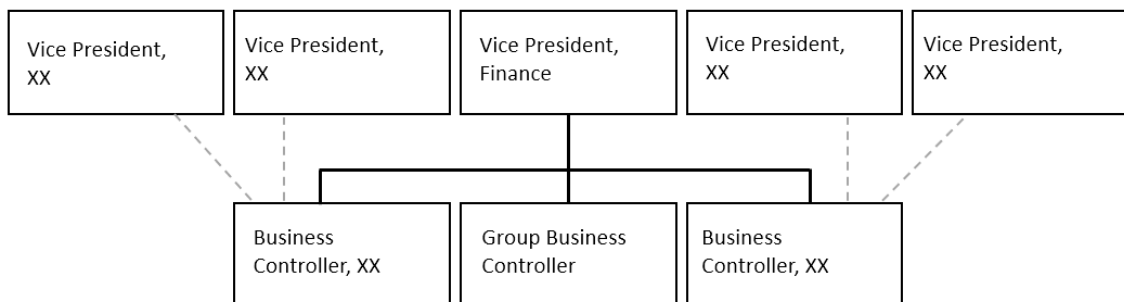 Vice President,
XX
Vice President,
XX
Vice President,
Finance
Vice President,
XX
Vice President,
XX
Business
Controller, XX
Group Business
Controller
Business
Controller, XX